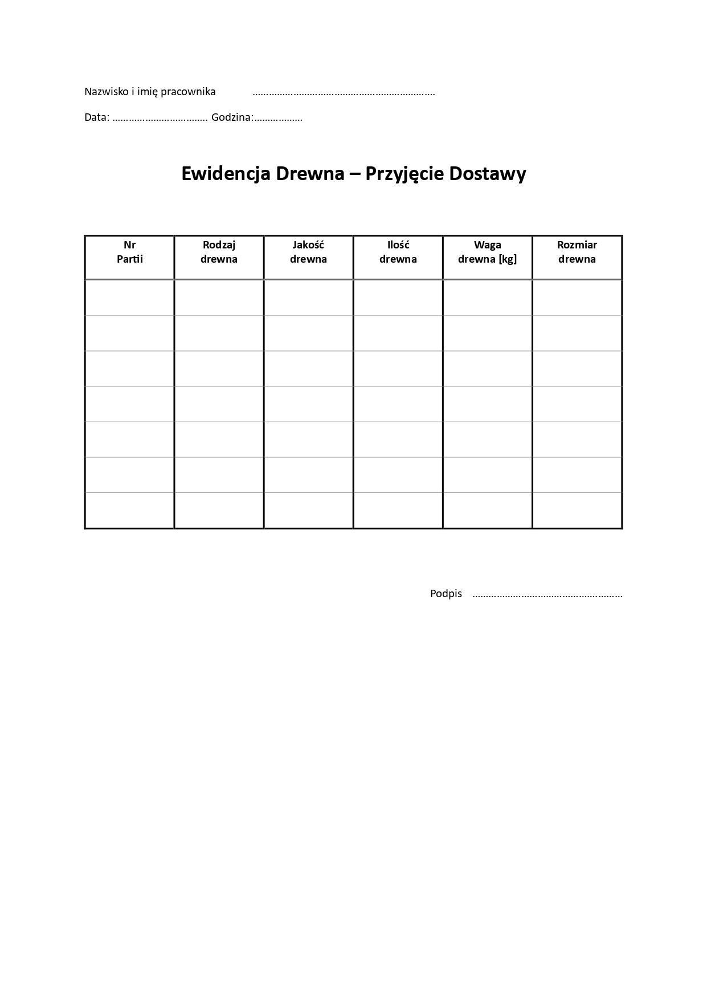 Nazwisko i imię pracownika ……………………………………………………………
Data: …………………………….. Godzina:………………
Ewidencja Drewna – Przyjęcie Dostawy
Nr Partii
Rodzaj drewna
Jakość drewna
Ilość drewna
Waga drewna [kg]
Rozmiar drewna
Podpis ………………………………………………..